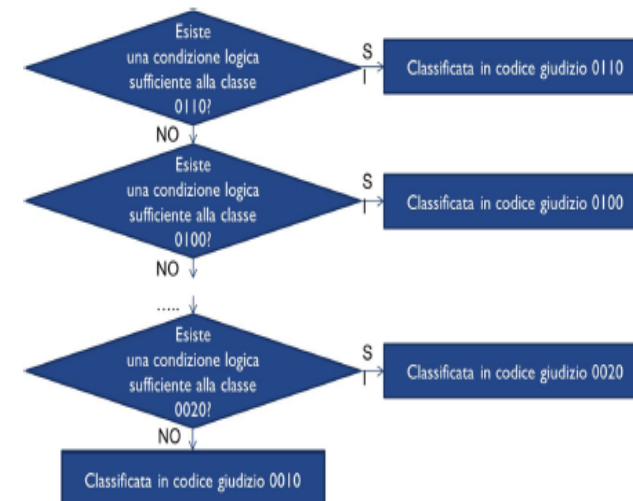 Esiste
una condizione logica
sufficiente alla classe
0110?
S
I
Classificata in codice giudizio 0110
NO
Esiste
una condizione logica
sufficiente alla classe
0100?
S
I
Classificata in codice giudizio 0100
NO
.....
Esiste
una condizione logica
sufficiente alla classe
0020?
S
I
Classificata in codice giudizio 0020
NO
Classificata in codice giudizio 0010